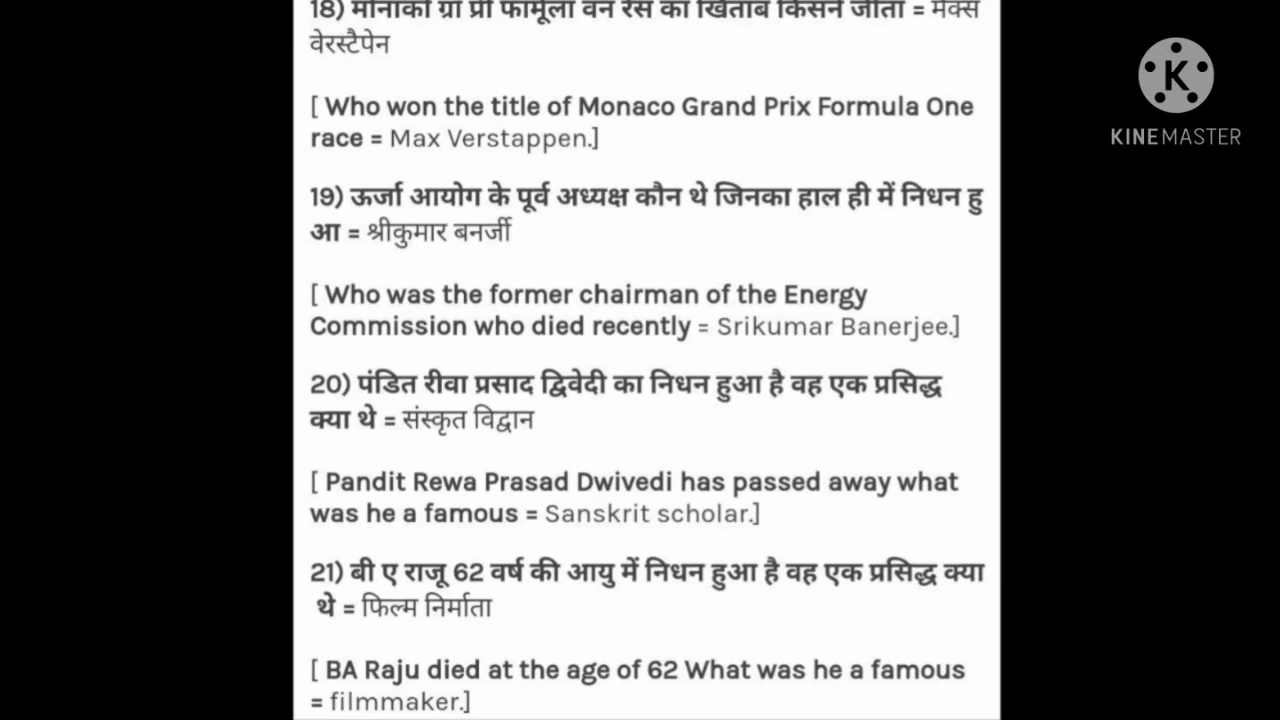 18) मोनाको ग्रां प्री फॉर्मूला वन रेस का खिताब किसने जीता = मैक्स
वेरस्टैपेन
[ Who won the title of Monaco Grand Prix Formula One
race = Max Verstappen.]
19) ऊर्जा आयोग के पूर्व अध्यक्ष कौन थे जिनका हाल ही में निधन हु
आ = श्रीकुमार बनर्जी
[ Who was the former chairman of the Energy
Commission who died recently = Srikumar Banerjee.]
20) पंडित रीवा प्रसाद द्विवेदी का निधन हुआ है वह एक प्रसिद्ध
क्या थे = संस्कृत विद्वान
[ Pandit Rewa Prasad Dwivedi has passed away what
was he a famous = Sanskrit scholar.]
21) बी ए राजू 62 वर्ष की आयु में निधन हुआ है वह एक प्रसिद्ध क्या
थे = फिल्म निर्माता
[ BA Raju died at the age of 62 What was he a famous
= filmmaker.]
K
KINEMASTER